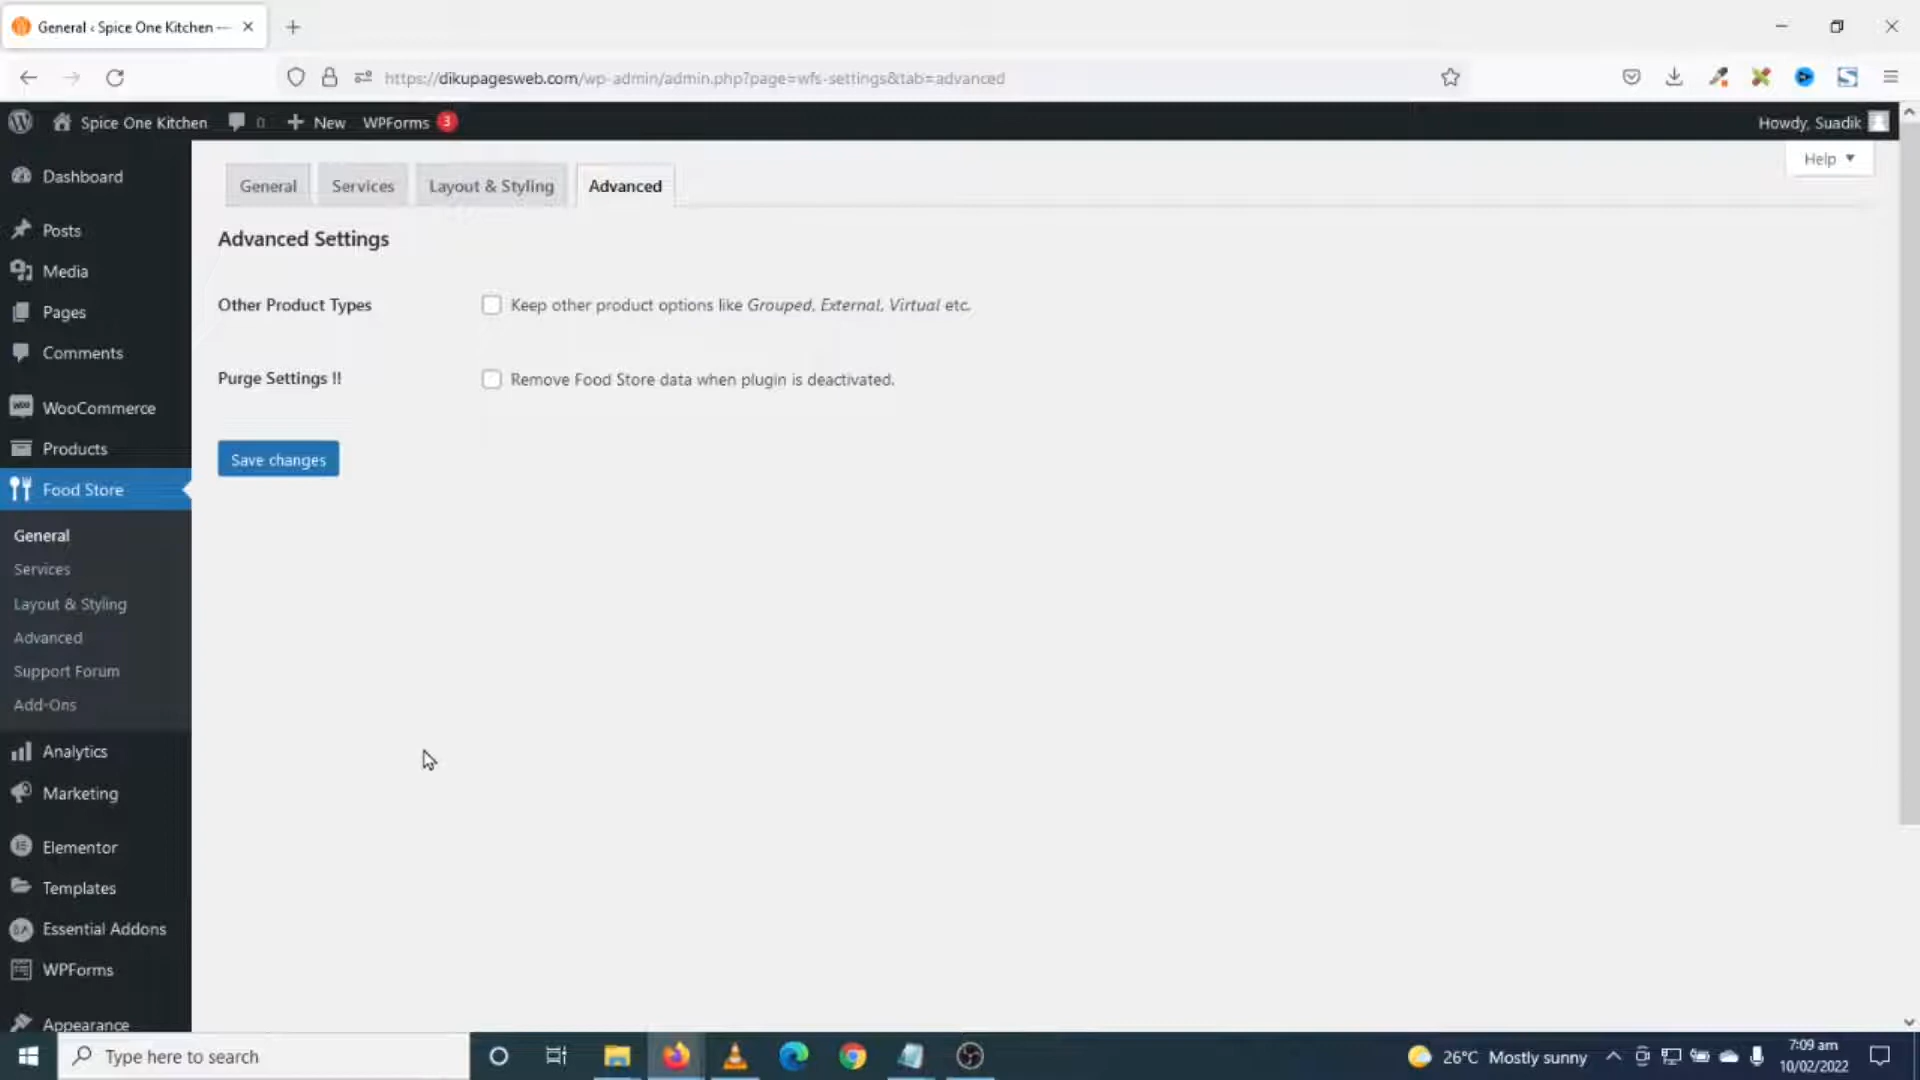 General ‹ Spice One Kitchen —
https://dikupagesweb.com/wp-admin/admin.php?page=wfs-settings&tab=advanced
Spice One Kitchen 0 New WPForms 3 Howdy, Suadik
Help
General Services Layout & Styling Advanced
Advanced Settings
Other Product Types Keep other product options like Grouped, External, Virtual etc.
Purge Settings !! Remove Food Store data when plugin is deactivated.
Save changes
Dashboard
Posts
Media
Pages
Comments
WooCommerce
Products
Food Store
General
Services
Layout & Styling
Advanced
Support Forum
Add-Ons
Analytics
Marketing
Elementor
Templates
Essential Addons
WPForms
Appearance
Type here to search
26°C Mostly sunny
7:09 am
10/02/2022